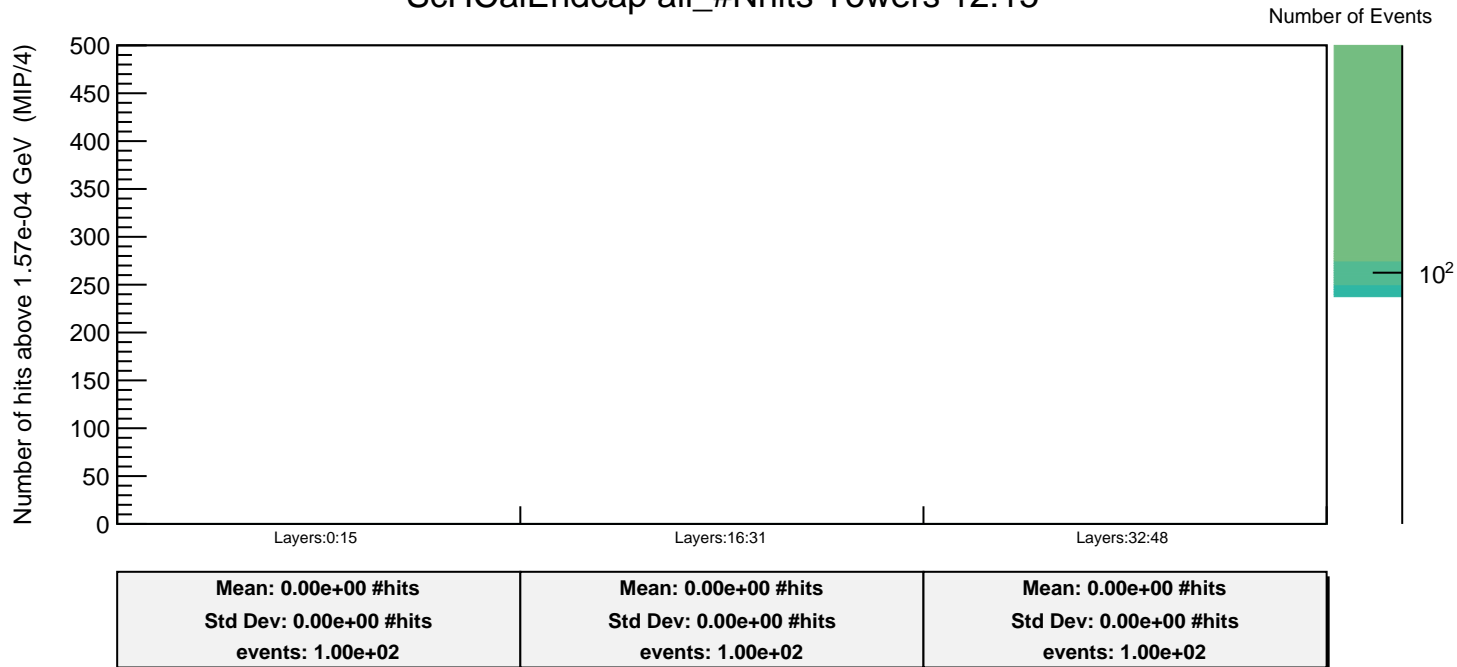 ScHCalEndcap all_#Nhits Towers 12:15
Number of Events
Number of hits above 1.57e-04 GeV (MIP/4)
500
450
400
350
300
250
200
150
100
50
0
10²
Layers:0:15
Layers:16:31
Layers:32:48
Mean: 0.00e+00 #hits
Std Dev: 0.00e+00 #hits
events: 1.00e+02
Mean: 0.00e+00 #hits
Std Dev: 0.00e+00 #hits
events: 1.00e+02
Mean: 0.00e+00 #hits
Std Dev: 0.00e+00 #hits
events: 1.00e+02